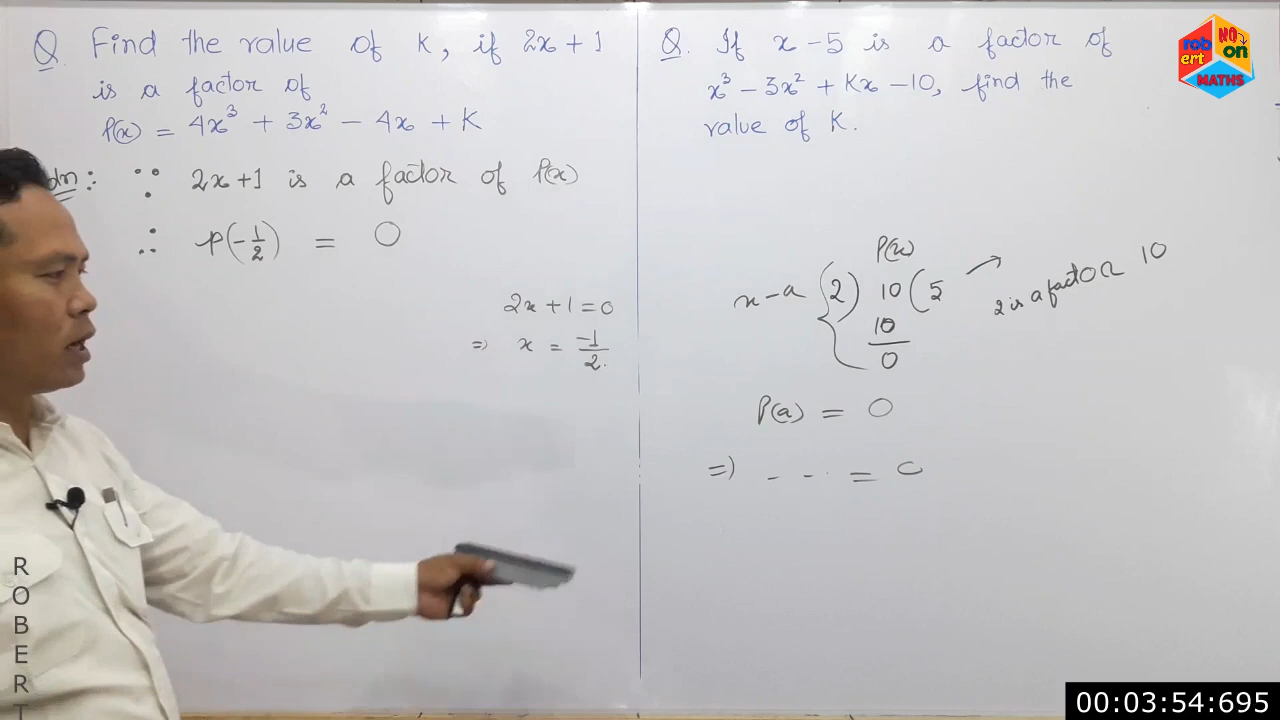 Q. Find the value of K, if 2x + 1
is a factor of
P(x) = 4x³ + 3x² - 4x + K
∵ 2x+1 is a factor of P(x)
∴ p(-1/2) = 0
2x + 1 = 0
⇒ x = -1/2.
Q. If x - 5 is a factor of
x³ - 3x² + Kx - 10, find the
value of K.
P(x)
x-a (2) 10 (5
10
0
2 is a factor 10
P(a) = 0
=) - - - = 0
robert NO on
MATHS
ROBERT
00:03:54:695